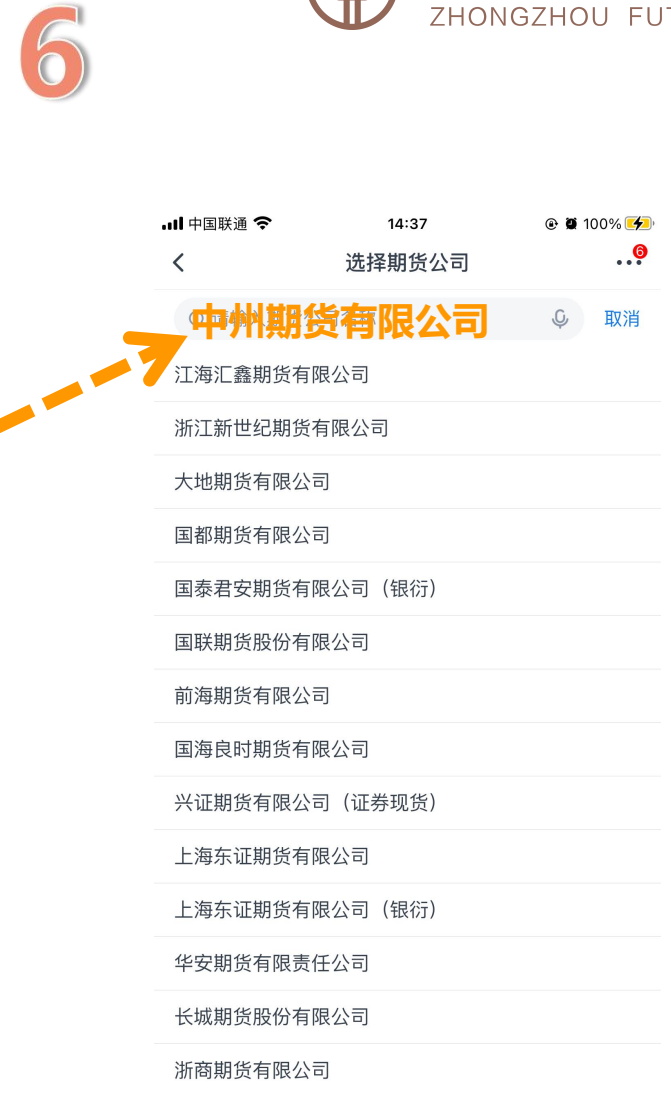 ZHONGZHOU FUT
6
中国联通 14:37 100%
选择期货公司
6
中州期货有限公司 取消
江海汇鑫期货有限公司
浙江新世纪期货有限公司
大地期货有限公司
国都期货有限公司
国泰君安期货有限公司（银衍）
国联期货股份有限公司
前海期货有限公司
国海良时期货有限公司
兴证期货有限公司（证券现货）
上海东证期货有限公司
上海东证期货有限公司（银衍）
华安期货有限责任公司
长城期货股份有限公司
浙商期货有限公司